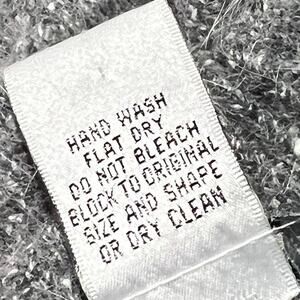 HAND WASH
FLAT DRY
DO NOT BLEACH
BLOCK TO ORIGINAL
SIZE AND SHAPE
OR DRY CLEAN